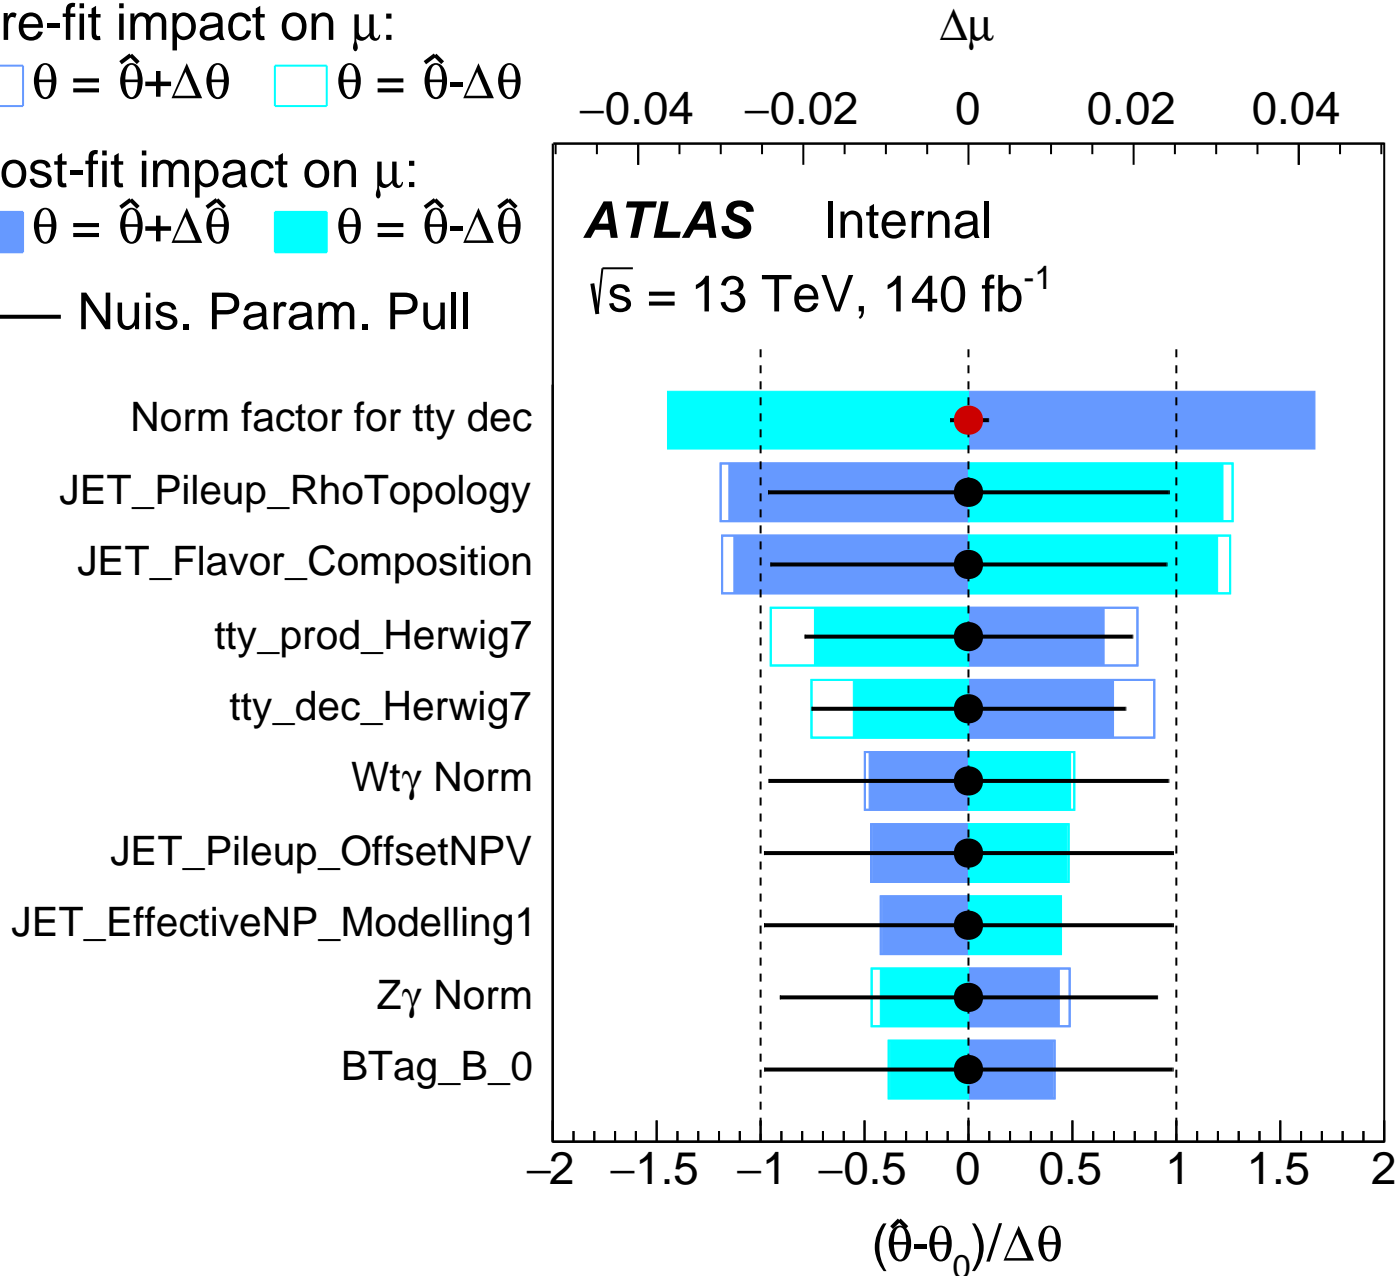 re-fit impact on μ:
θ = θ̂+Δθ θ = θ̂-Δθ
ost-fit impact on μ:
θ = θ̂+Δθ̂ θ = θ̂-Δθ̂
Nuis. Param. Pull
Δμ
−0.04 −0.02 0 0.02 0.04
ATLAS Internal
√s = 13 TeV, 140 fb⁻¹
Norm factor for tty dec
JET_Pileup_RhoTopology
JET_Flavor_Composition
tty_prod_Herwig7
tty_dec_Herwig7
Wtγ Norm
JET_Pileup_OffsetNPV
JET_EffectiveNP_Modelling1
Zγ Norm
BTag_B_0
−2 −1.5 −1 −0.5 0 0.5 1 1.5 2
(θ̂-θ₀)/Δθ